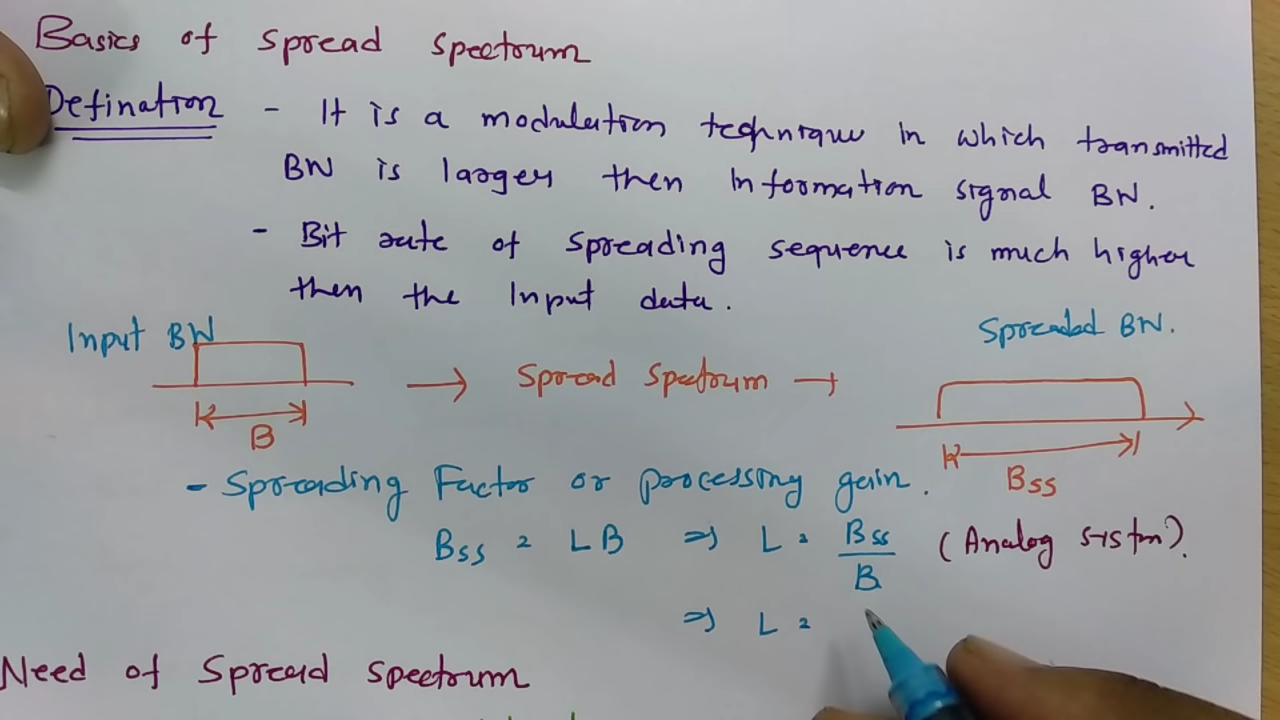 Basics of Spread Spectrum
Defination - It is a modulation technique in which transmitted
BW is larger then Information signal BW.
- Bit rate of spreading sequence is much higher
then the Input data.
Input BW
Spreaded BW.
→ Spread Spectrum →
B
BSS
- Spreading Factor or processing gain.
BSS = LB ⇒ L = BSS/B (Analog system).
⇒ L =
Need of Spread spectrum